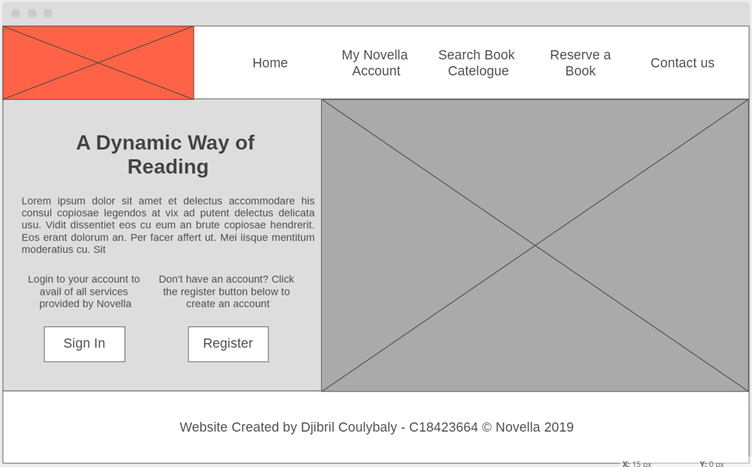 Home
My Novella
Account
Search Book
Catelogue
Reserve a
Book
Contact us
A Dynamic Way of
Reading
Lorem ipsum dolor sit amet et delectus accommodare his
consul copiosae legendos at vix ad putent delectus delicata
usu. Vidit dissentiet eos cu eum an brute copiosae hendrerit.
Eos erant dolorum an. Per facer affert ut. Mei iisque mentitum
moderatius cu. Sit
Login to your account to
avail of all services
provided by Novella
Don't have an account? Click
the register button below to
create an account
Sign In
Register
Website Created by Djibril Coulybaly - C18423664 © Novella 2019
X: 15 px
Y: 0 px